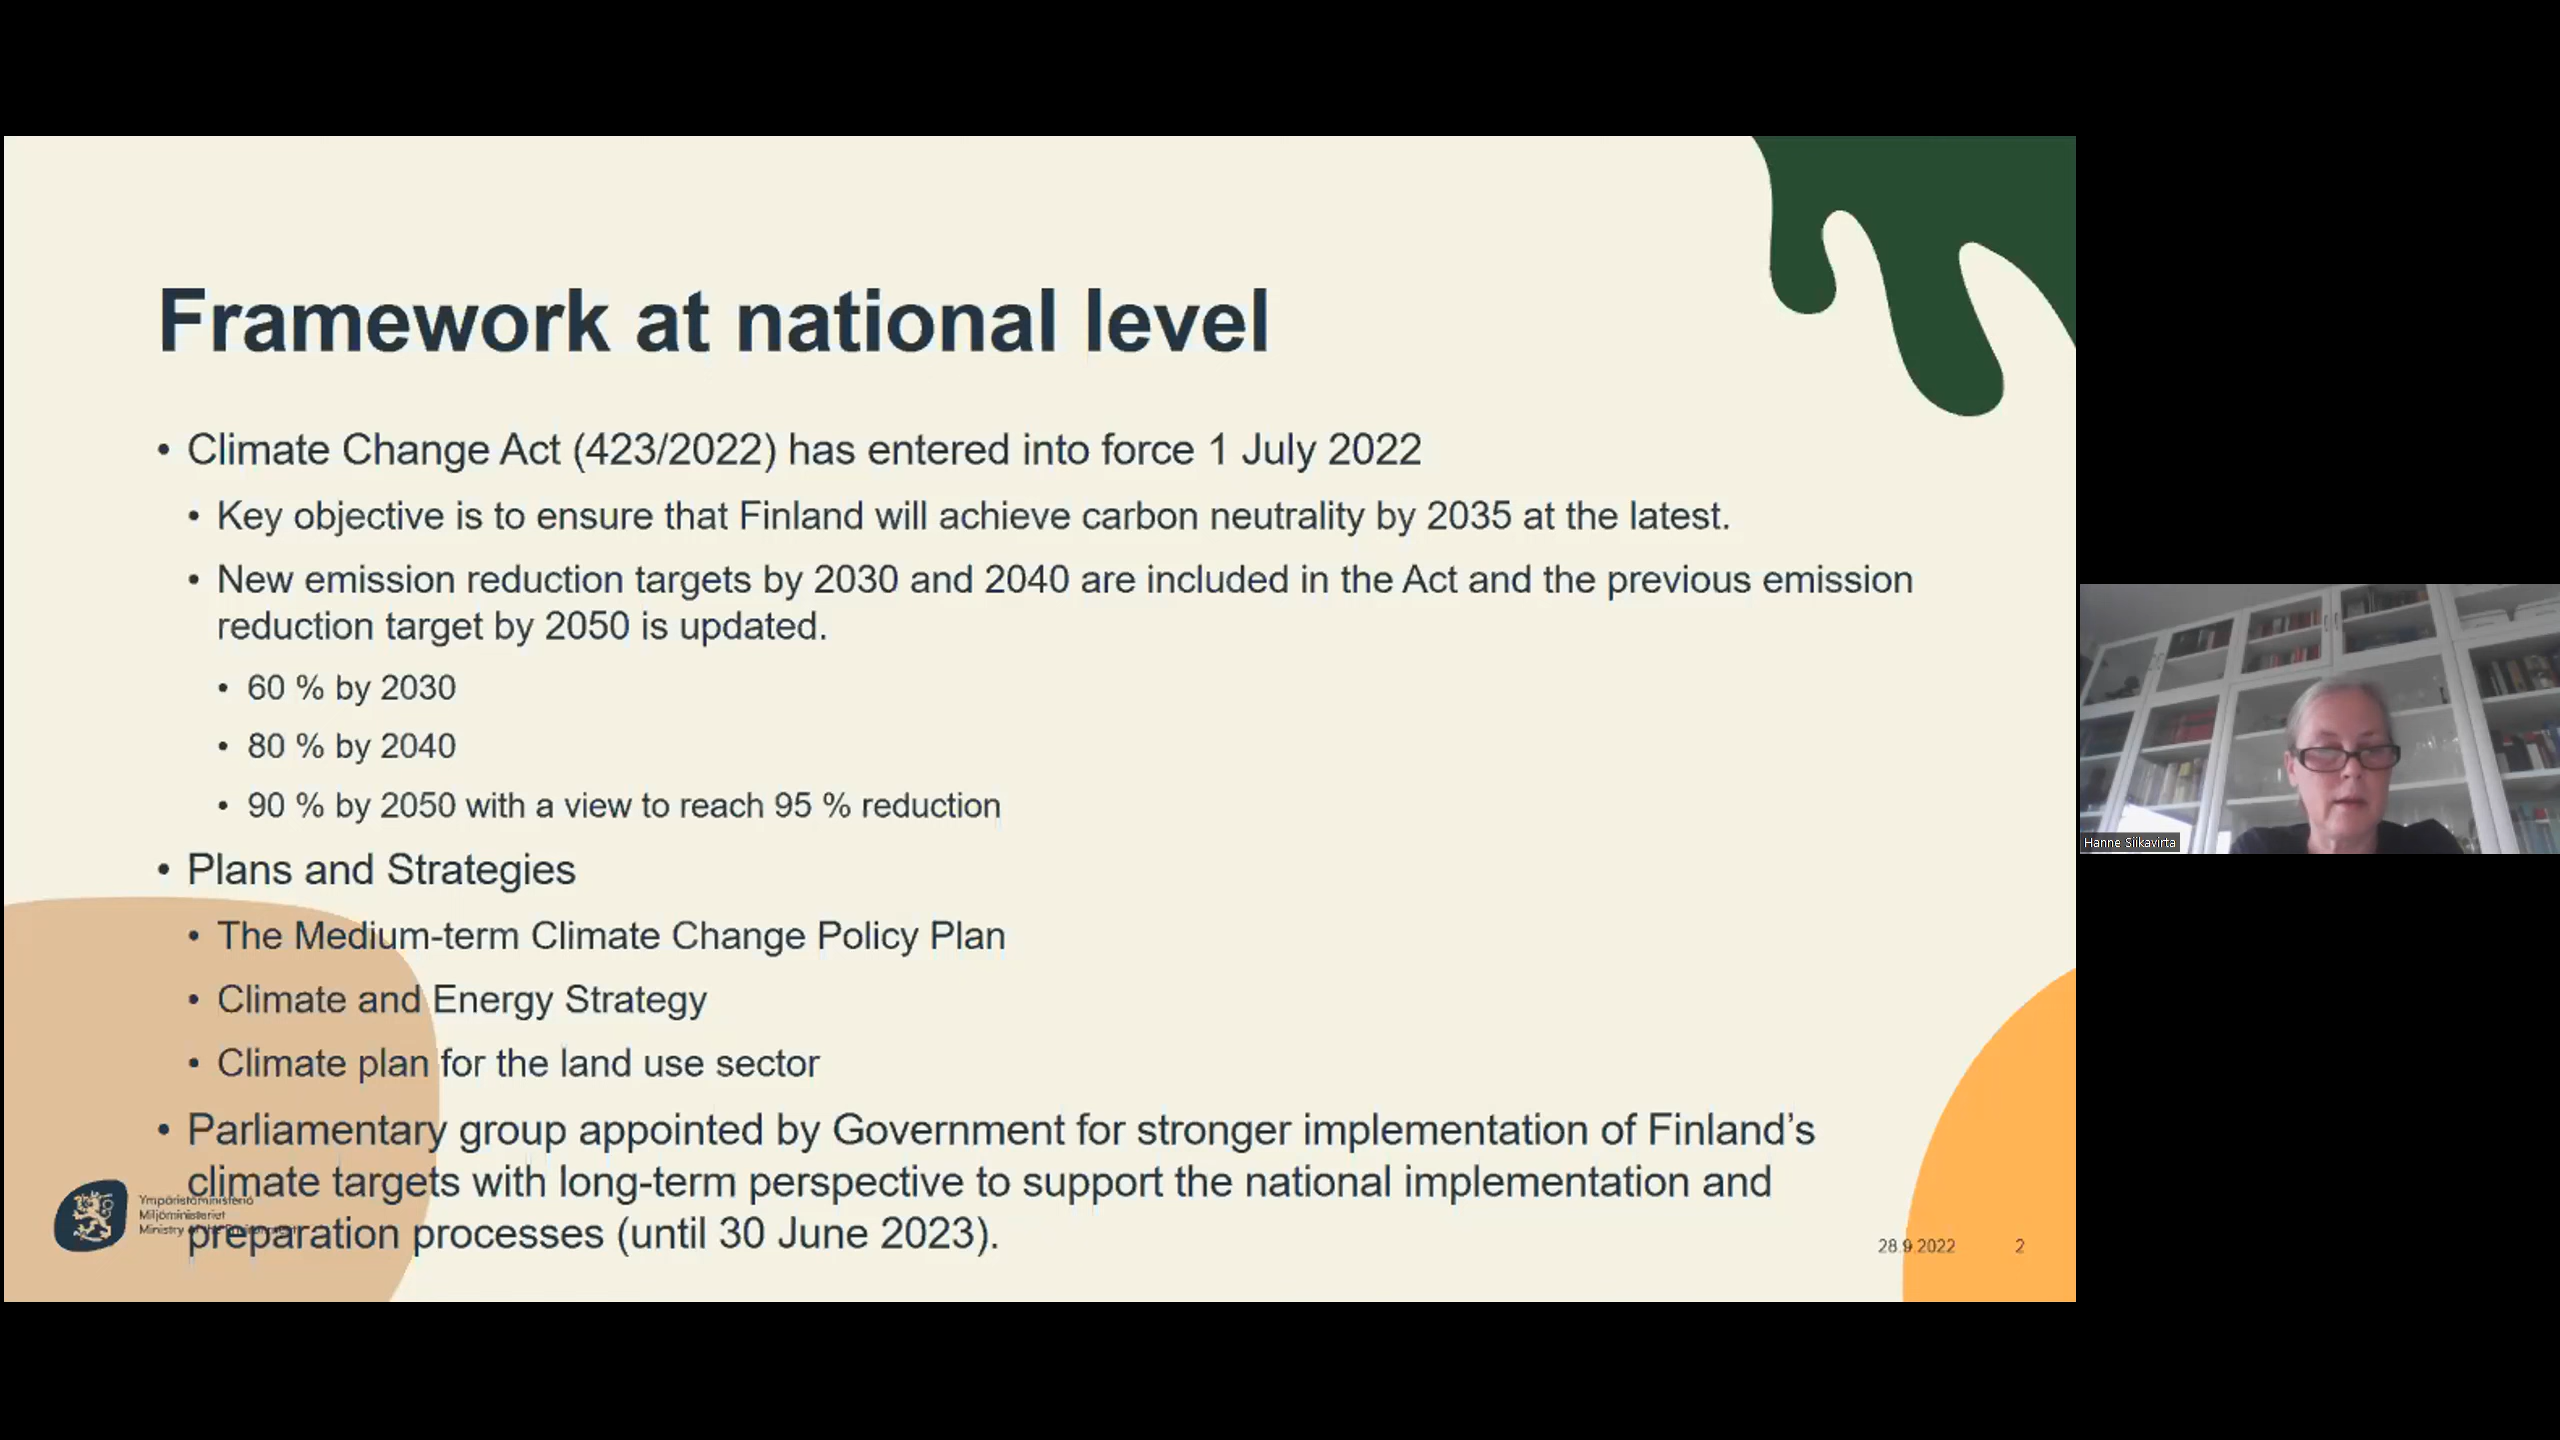 Framework at national level
• Climate Change Act (423/2022) has entered into force 1 July 2022
• Key objective is to ensure that Finland will achieve carbon neutrality by 2035 at the latest.
• New emission reduction targets by 2030 and 2040 are included in the Act and the previous emission
reduction target by 2050 is updated.
• 60 % by 2030
• 80 % by 2040
• 90 % by 2050 with a view to reach 95 % reduction
• Plans and Strategies
• The Medium-term Climate Change Policy Plan
• Climate and Energy Strategy
• Climate plan for the land use sector
• Parliamentary group appointed by Government for stronger implementation of Finland’s
climate targets with long-term perspective to support the national implementation and
preparation processes (until 30 June 2023).
Ympäristöministeriö
Miljöministeriet
Ministry of the Environment
28.9.2022 2
Hanne Siikavirta